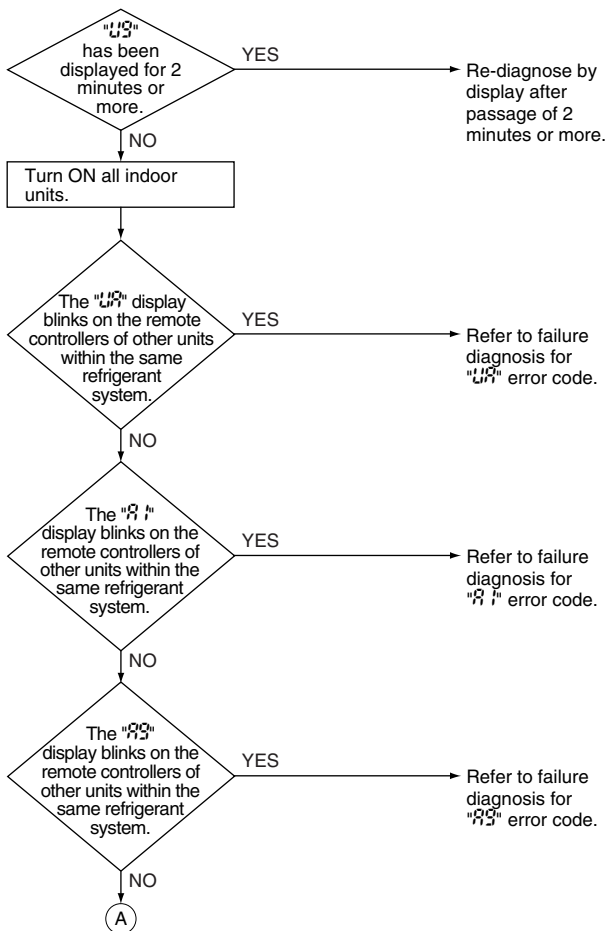 "U9"
has been
displayed for 2
minutes or
more.
YES
Re-diagnose by
display after
passage of 2
minutes or more.
NO
Turn ON all indoor
units.
The "UA" display
blinks on the remote
controllers of other units
within the same
refrigerant
system.
YES
Refer to failure
diagnosis for
"UA" error code.
NO
The "A1"
display blinks on the
remote controllers of
other units within the
same refrigerant
system.
YES
Refer to failure
diagnosis for
"A1" error code.
NO
The "A9"
display blinks on the
remote controllers of
other units within the
same refrigerant
system.
YES
Refer to failure
diagnosis for
"A9" error code.
NO
A